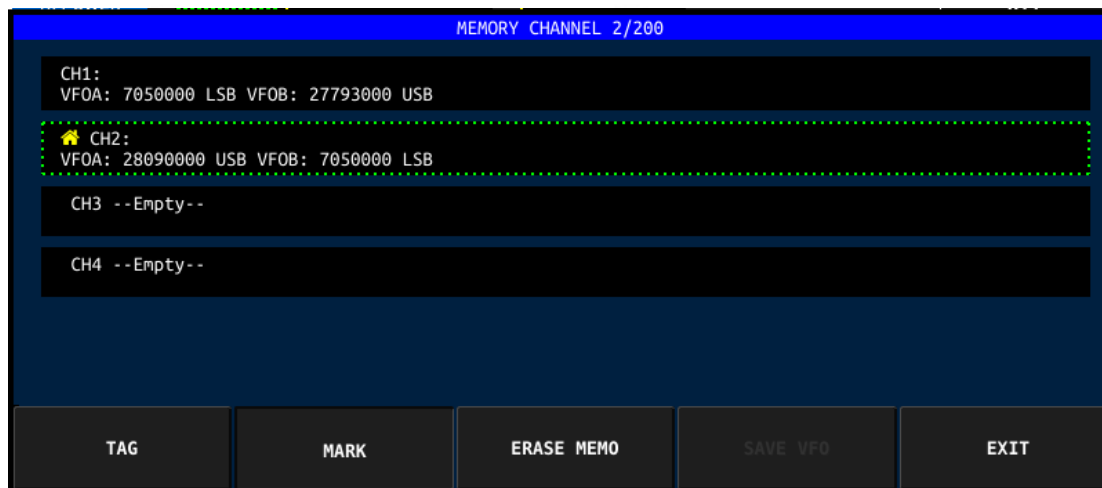 MEMORY CHANNEL 2/200
CH1:
VFOA: 7050000 LSB VFOB: 27793000 USB
CH2:
VFOA: 28090000 USB VFOB: 7050000 LSB
CH3 --Empty--
CH4 --Empty--
TAG MARK ERASE MEMO SAVE VFO EXIT